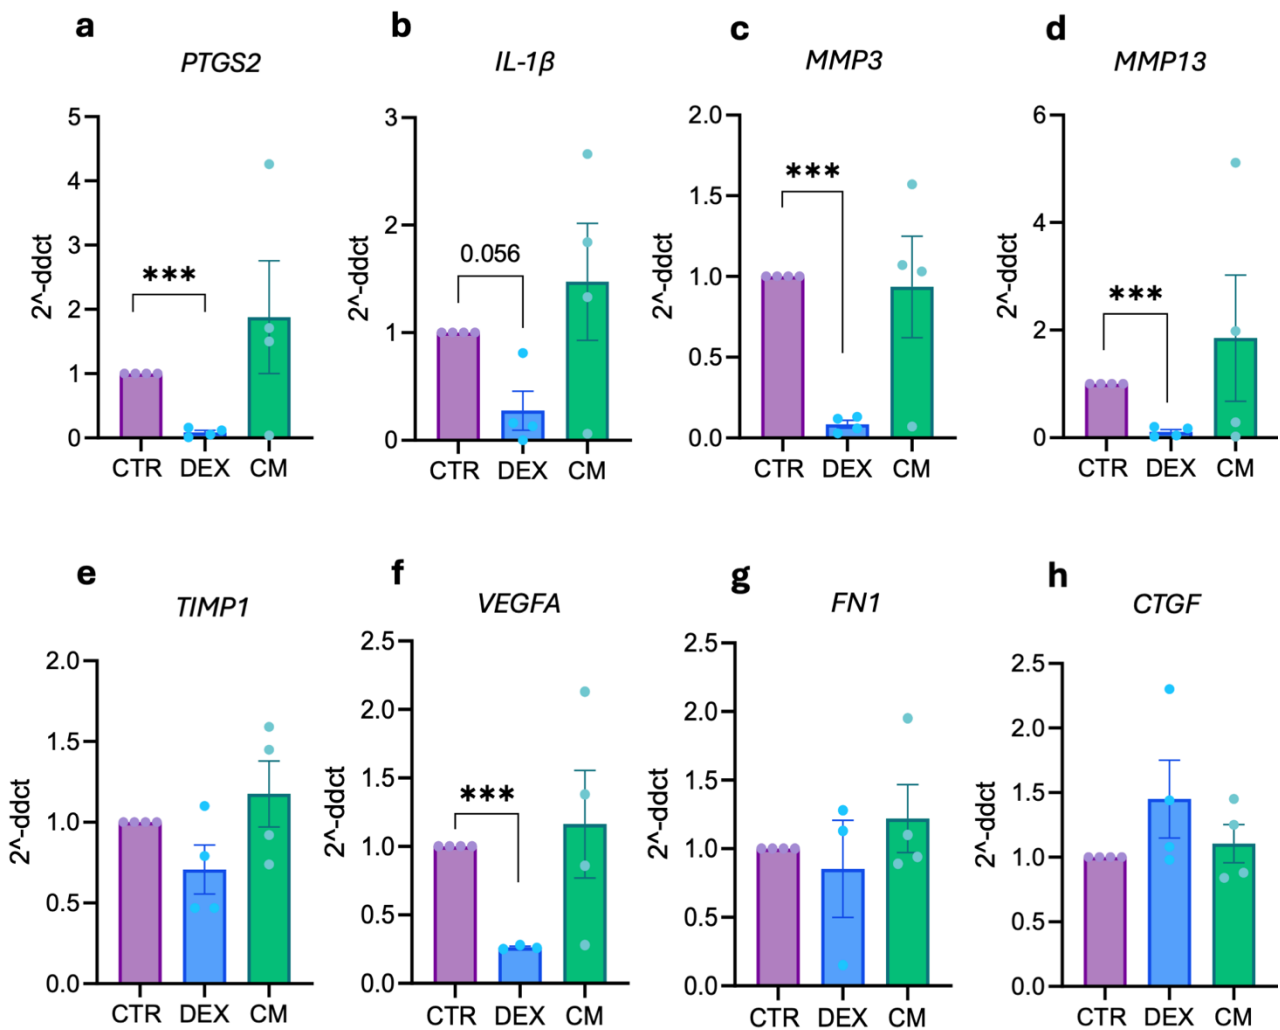 a
PTGS2
5
4
3
2
1
0
2^-ddct
***
CTR DEX CM
b
IL-1β
3
2
1
0
2^-ddct
0.056
CTR DEX CM
c
MMP3
2.0
1.5
1.0
0.5
0.0
2^-ddct
***
CTR DEX CM
d
MMP13
6
4
2
0
2^-ddct
***
CTR DEX CM
e
TIMP1
2.0
1.5
1.0
0.5
0.0
2^-ddct
CTR DEX CM
f
VEGFA
2.5
2.0
1.5
1.0
0.5
0.0
2^-ddct
***
CTR DEX CM
g
FN1
2.5
2.0
1.5
1.0
0.5
0.0
2^-ddct
CTR DEX CM
h
CTGF
2.5
2.0
1.5
1.0
0.5
0.0
2^-ddct
CTR DEX CM